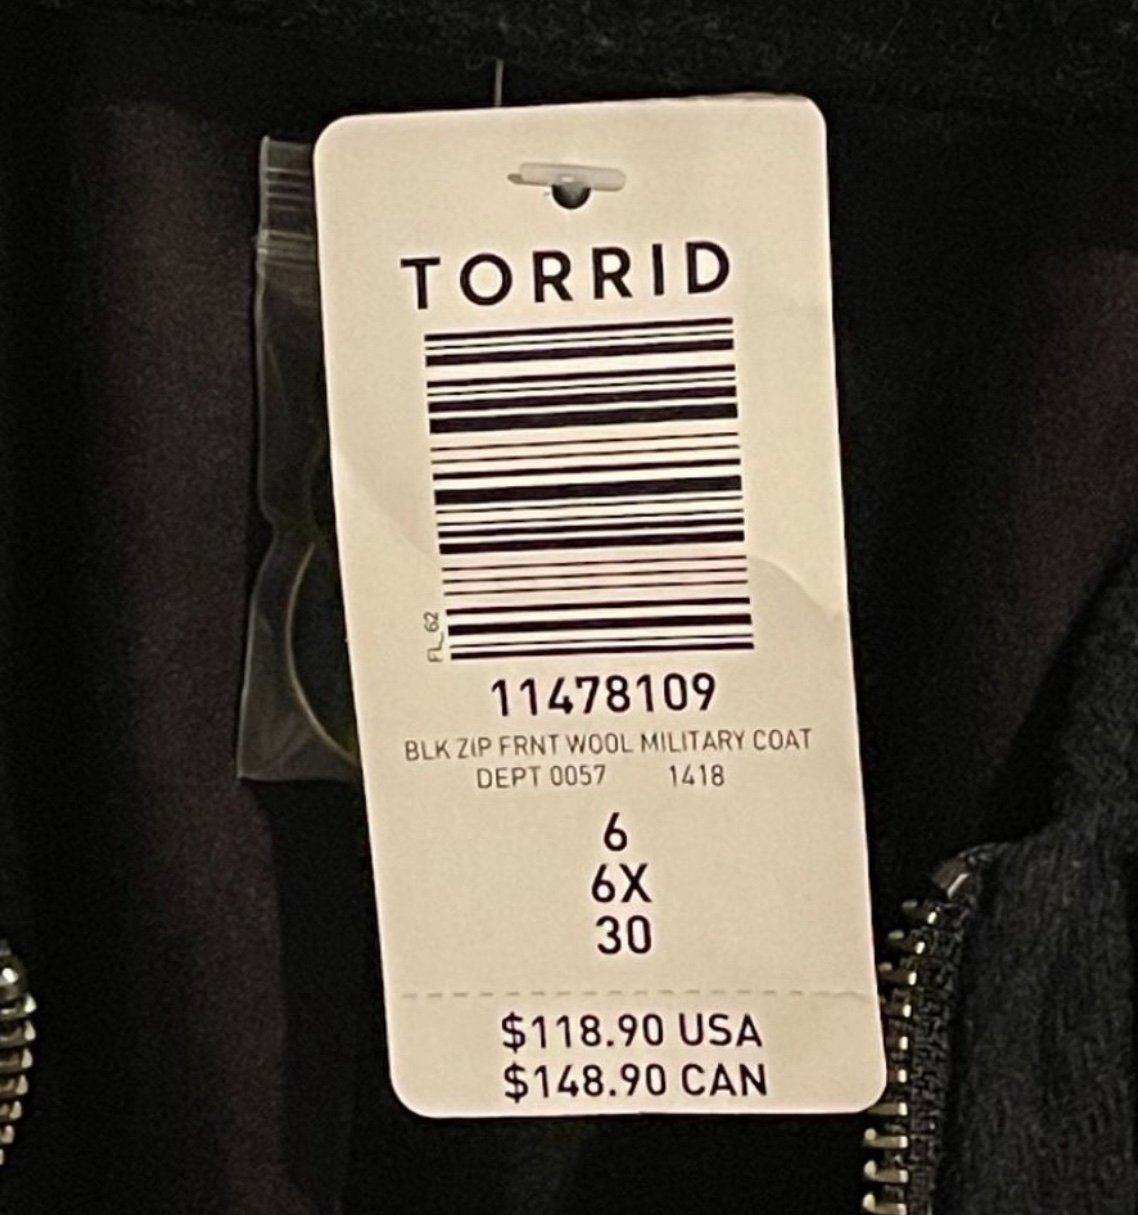 TORRID
FL_62
11478109
BLK ZIP FRNT WOOL MILITARY COAT
DEPT 0057 1418
6
6X
30
$118.90 USA
$148.90 CAN